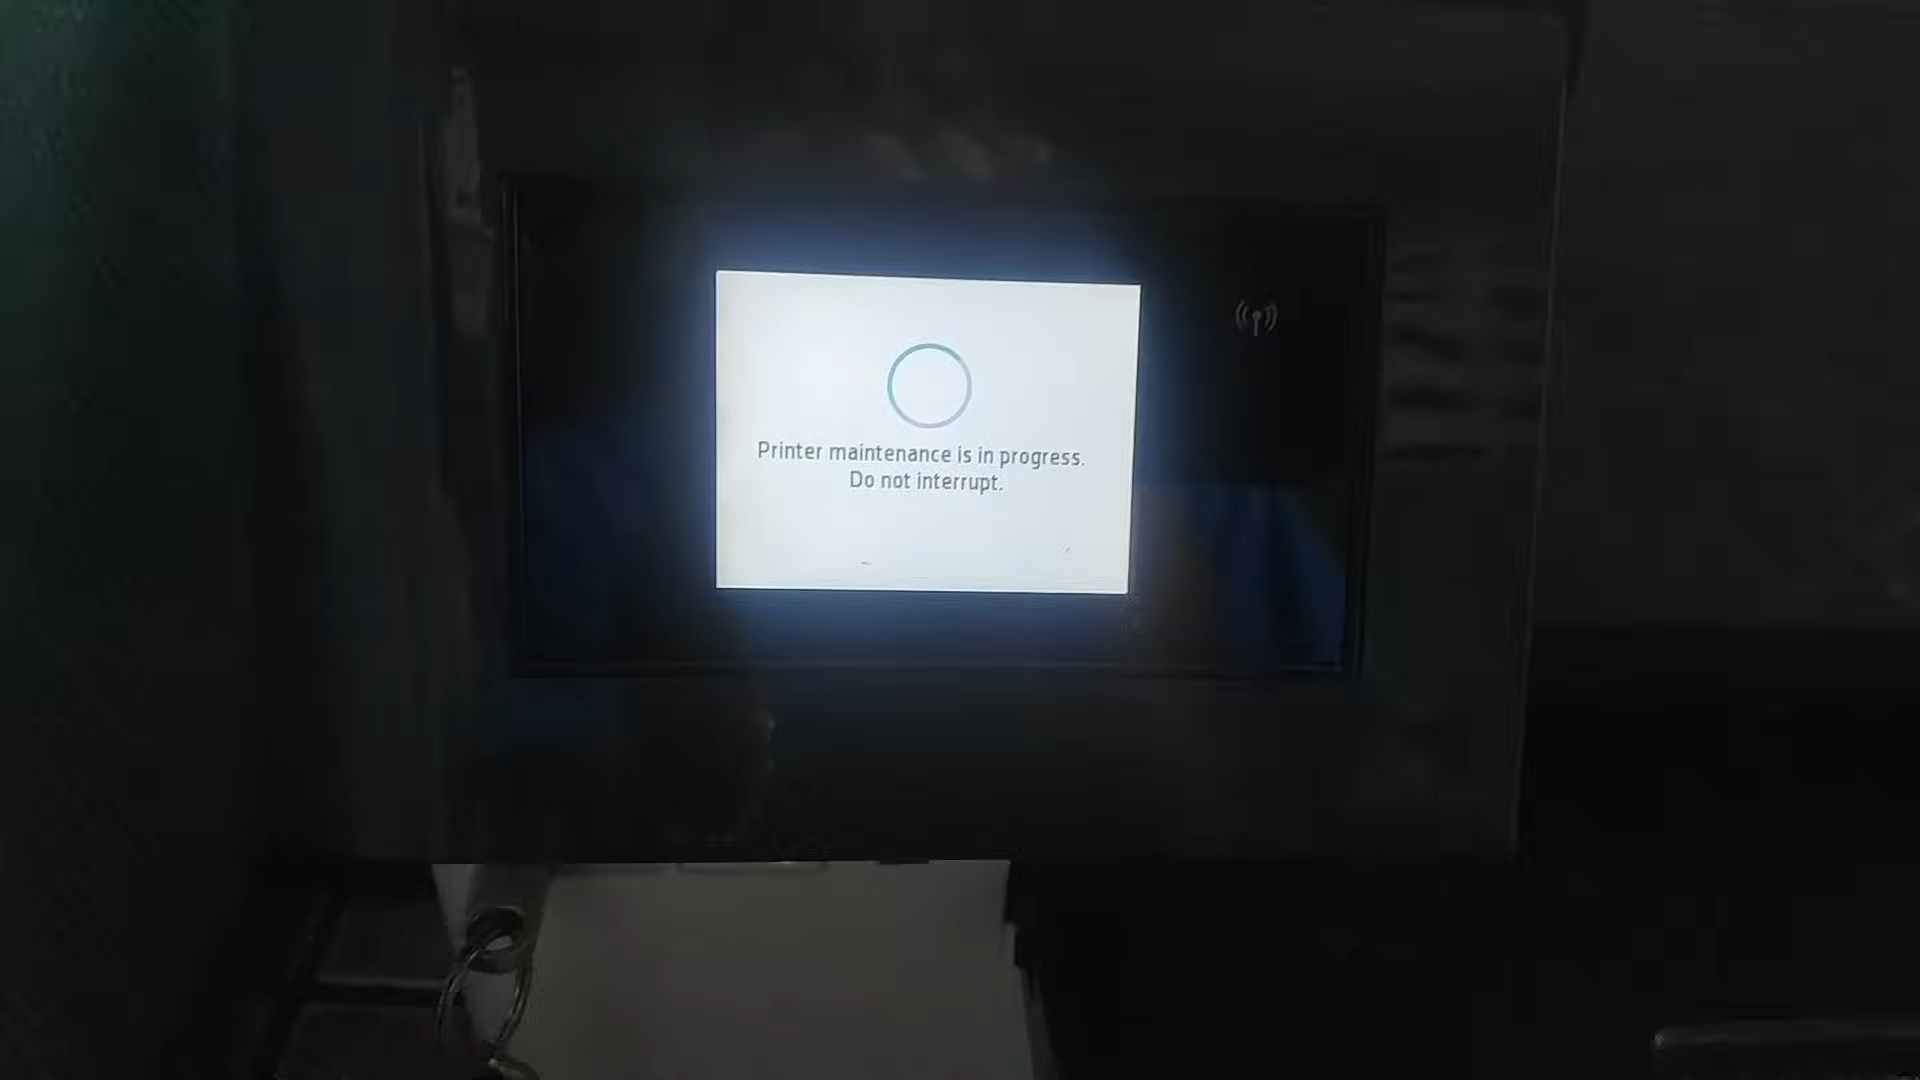 Printer maintenance is in progress.
Do not interrupt.